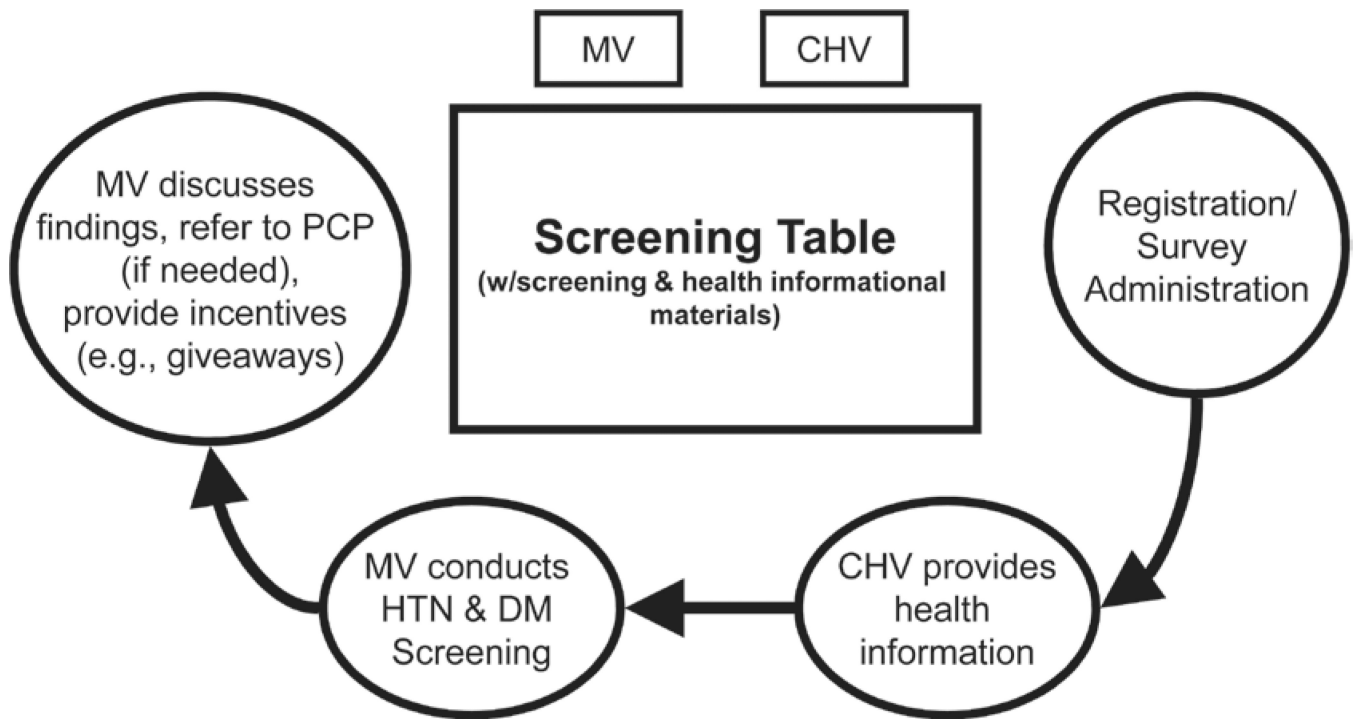 MV
CHV
Screening Table
(w/screening & health informational
materials)
Registration/
Survey
Administration
CHV provides
health
information
MV conducts
HTN & DM
Screening
MV discusses
findings, refer to PCP
(if needed),
provide incentives
(e.g., giveaways)